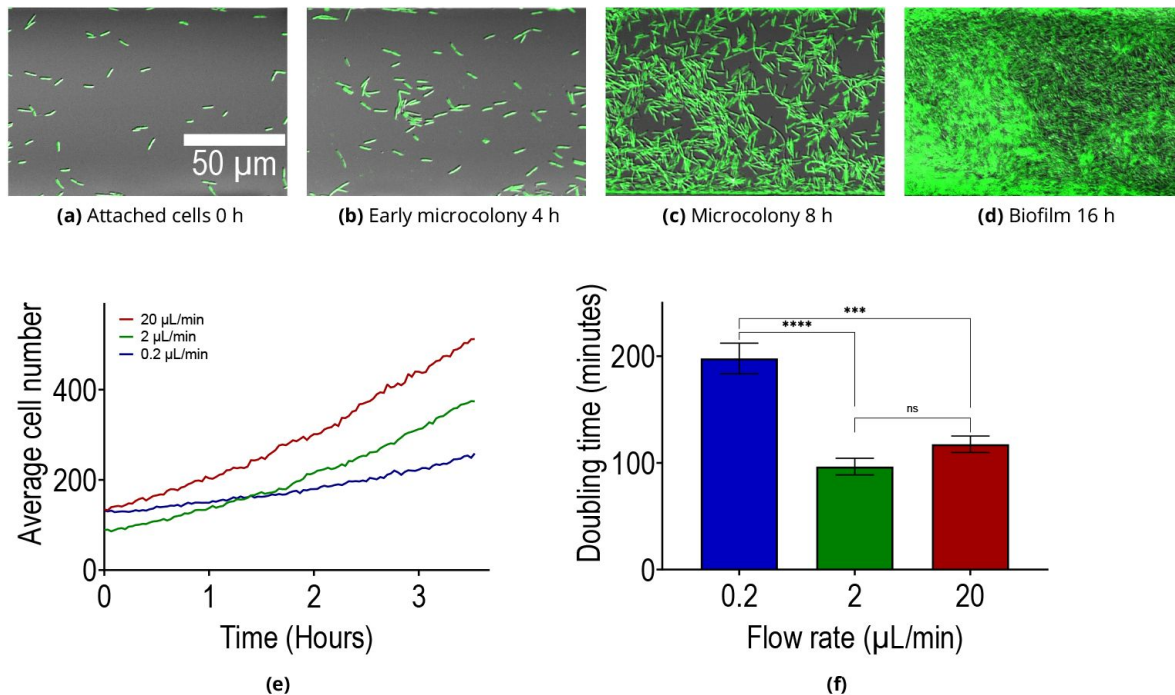 50 µm
(a) Attached cells 0 h
(b) Early microcolony 4 h
(c) Microcolony 8 h
(d) Biofilm 16 h
Average cell number
400
200
0
20 µL/min
2 µL/min
0.2 µL/min
0 1 2 3
Time (Hours)
(e)
Doubling time (minutes)
200
100
0
***
****
ns
0.2 2 20
Flow rate (µL/min)
(f)